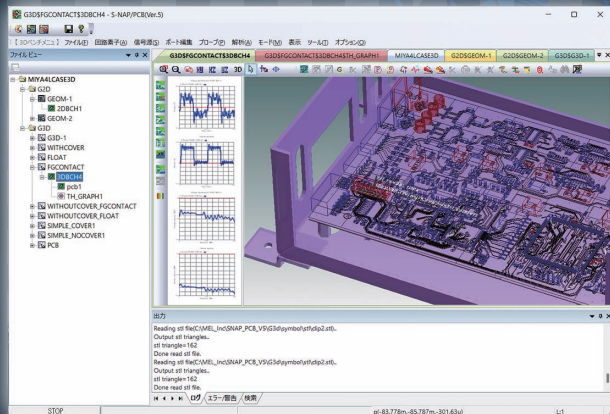 G3D$FGCONTACT$3DBCH4 - S-NAP/PCB(Ver.5)
【 3Dベンチメニュ 】 ファイル(F) 回路素子(A) 信号源(S) ポート編集 プローブ(P) 解析(A) モード(M) 表示 ツール(T) オプション(O)
ファイルビュー
G3D$FGCONTACT$3DBCH4 G3D$FGCONTACT$3DBCH4$TH_GRAPH1 MIYA4LCASE3D G2D$GEOM-1 G2D$GEOM-2 G3D$G3D-1
XY YZ 3D
MIYA4LCASE3D
G2D
GEOM-1
2DBCH1
GEOM-2
G3D
G3D-1
WITHCOVER
FLOAT
FGCONTACT
3DBCH4
pcb1
TH_GRAPH1
WITHOUTCOVER_FGCONTACT
WITHOUTCOVER_FLOAT
SIMPLE_COVER1
SIMPLE_NOCOVER1
PCB
出力
Reading stl file(C:\MEL_Inc\SNAP_PCB_V5\G3d\symbol\stl\clip2.stl)..
Output stl triangles..
stl triangle=162
Done read stl file.
Reading stl file(C:\MEL_Inc\SNAP_PCB_V5\G3d\symbol\stl\clip2.stl)..
Output stl triangles..
stl triangle=162
Done read stl file.
ログ エラー/警告 検索
STOP p(-83.778m,-85.787m,-301.63u) L:1